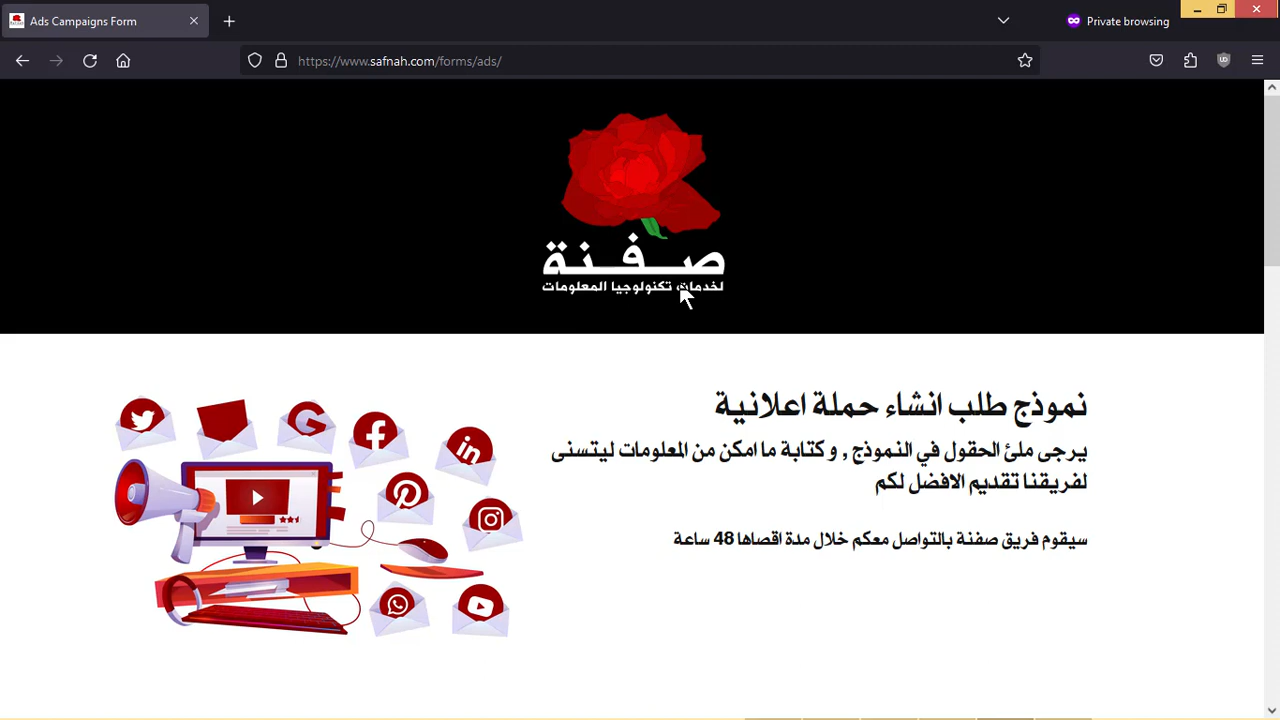 Ads Campaigns Form
Private browsing
https://www.safnah.com/forms/ads/
صفنة
لخدمات تكنولوجيا المعلومات
نموذج طلب انشاء حملة اعلانية
يرجى ملئ الحقول في النموذج , و كتابة ما امكن من المعلومات ليتسنى
لفريقنا تقديم الافضل لكم
سيقوم فريق صفنة بالتواصل معكم خلال مدة اقصاها 48 ساعة